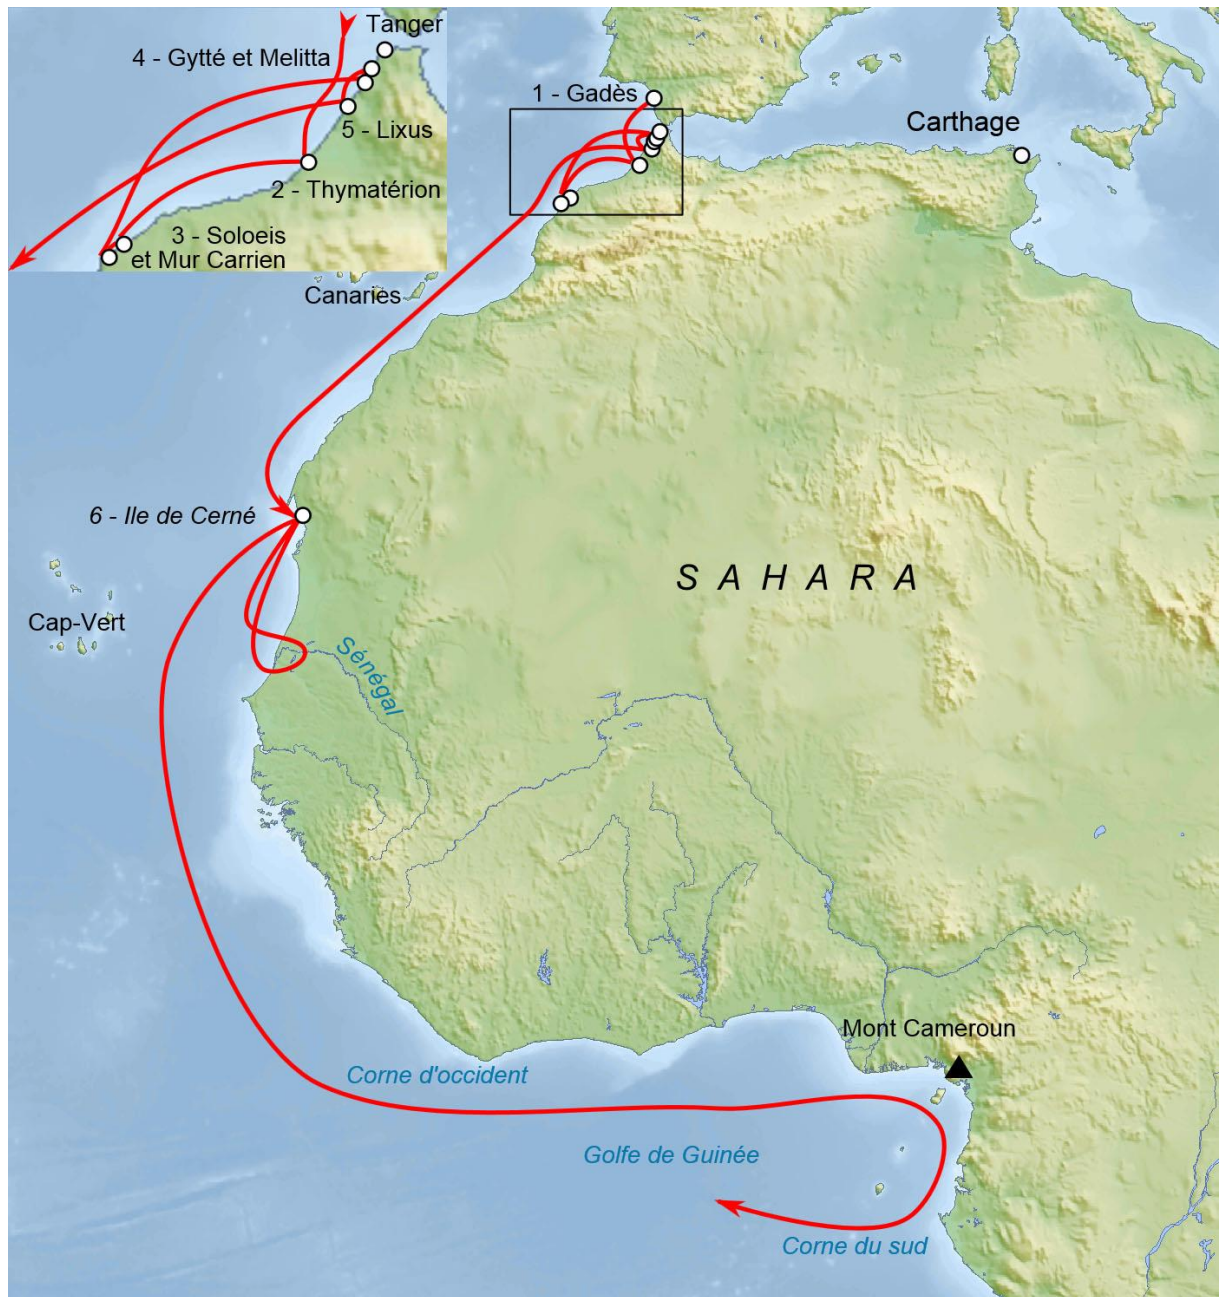 Tanger
4 - Gytté et Melitta
5 - Lixus
2 - Thymatérion
3 - Soloeis
et Mur Carrien
1 - Gadès
Carthage
Canaries
6 - Ile de Cerné
SAHARA
Cap-Vert
Sénégal
Mont Cameroun
Corne d'occident
Golfe de Guinée
Corne du sud